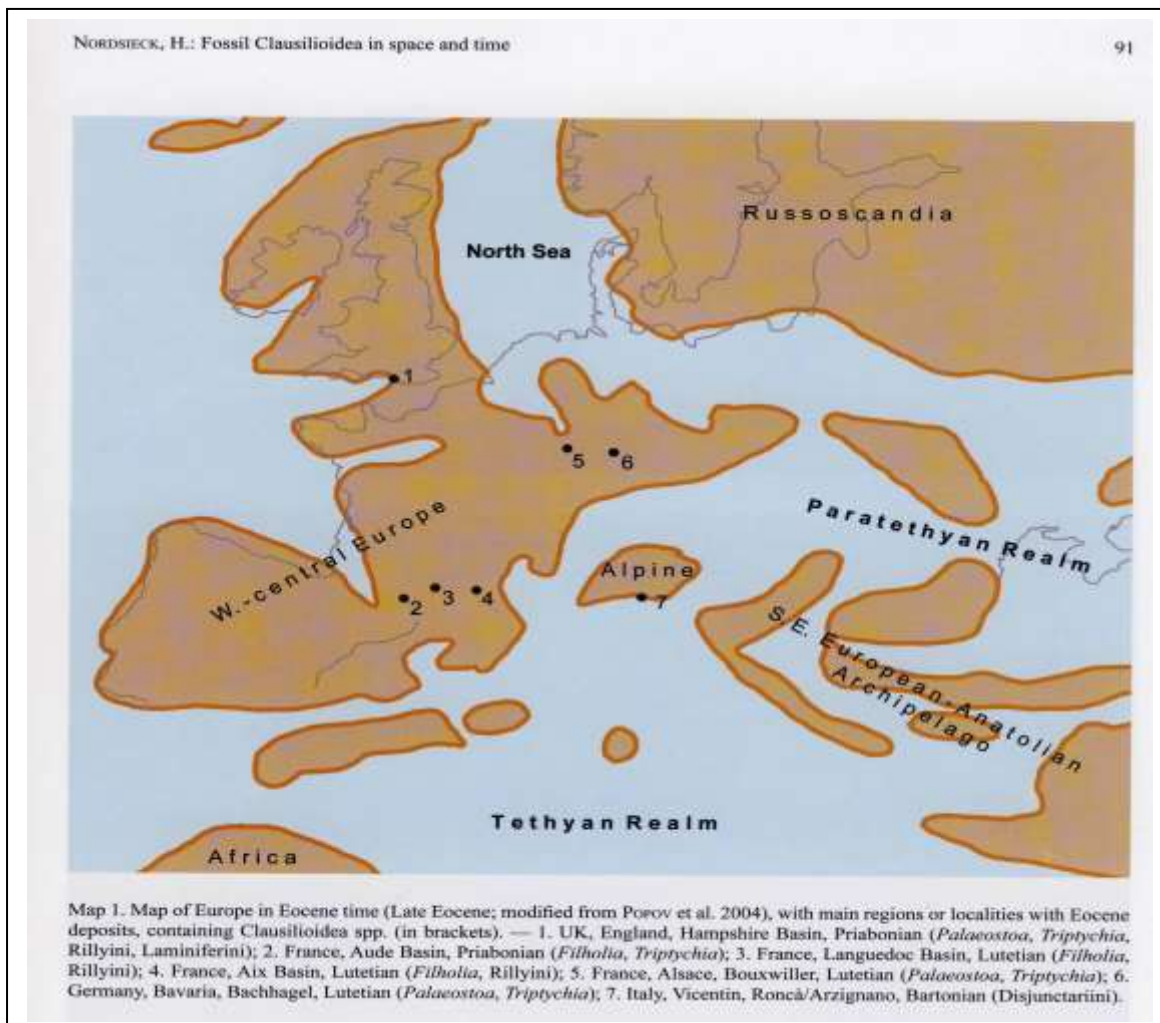 NORDSIECK, H.: Fossil Clausilioidea in space and time
91
Russoscandia
North Sea
1
5
6
Paratethyan Realm
W.-central Europe
Alpine
2
3
4
7
S.E. European-Anatolian
Archipelago
Tethyan Realm
Africa
Map 1. Map of Europe in Eocene time (Late Eocene; modified from POPOV et al. 2004), with main regions or localities with Eocene
deposits, containing Clausilioidea spp. (in brackets). — 1. UK, England, Hampshire Basin, Priabonian (Palaeostoa, Triptychia,
Rillyini, Laminiferini); 2. France, Aude Basin, Priabonian (Filholia, Triptychia); 3. France, Languedoc Basin, Lutetian (Filholia,
Rillyini); 4. France, Aix Basin, Lutetian (Filholia, Rillyini); 5. France, Alsace, Bouxwiller, Lutetian (Palaeostoa, Triptychia); 6.
Germany, Bavaria, Bachhagel, Lutetian (Palaeostoa, Triptychia); 7. Italy, Vicentin, Roncà/Arzignano, Bartonian (Disjunctariini).